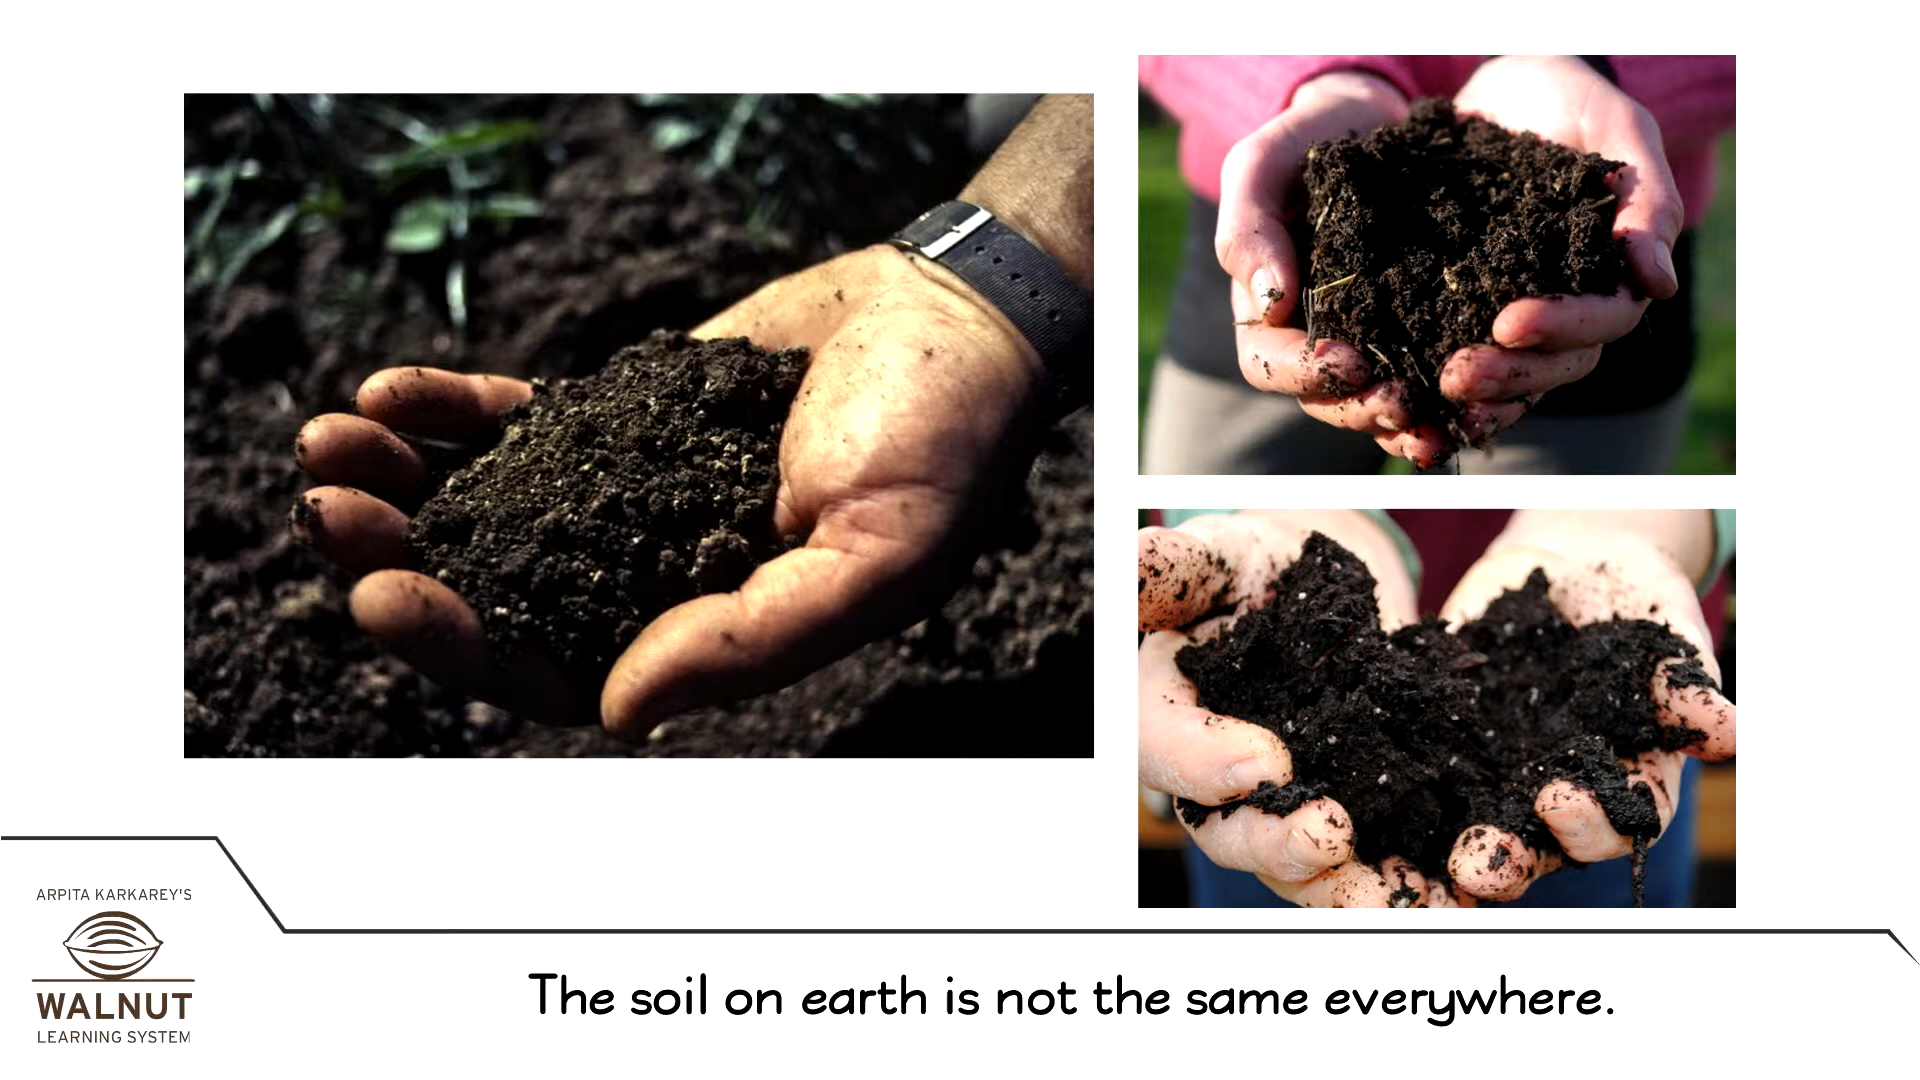 ARPITA KARKAREY'S
WALNUT
LEARNING SYSTEM
The soil on earth is not the same everywhere.